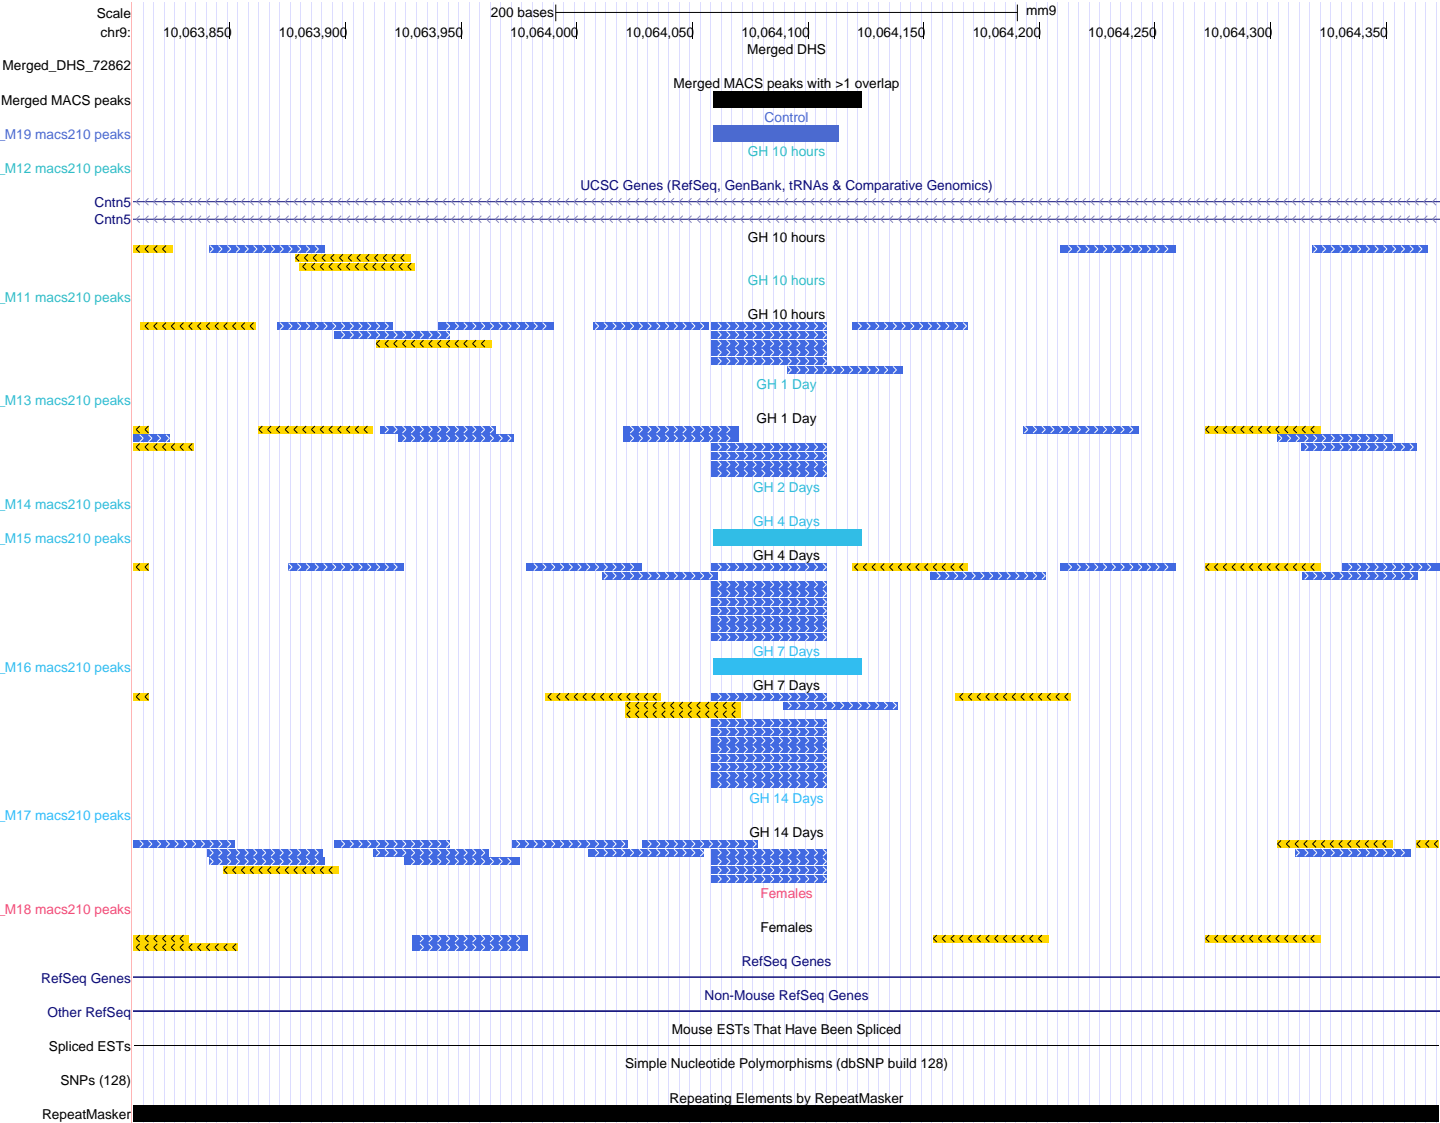 Scale 200 bases mm9
chr9: 10,063,850 10,063,900 10,063,950 10,064,000 10,064,050 10,064,100 10,064,150 10,064,200 10,064,250 10,064,300 10,064,350
Merged DHS
Merged_DHS_72862
Merged MACS peaks with >1 overlap
Merged MACS peaks
Control
_M19 macs210 peaks
GH 10 hours
_M12 macs210 peaks
UCSC Genes (RefSeq, GenBank, tRNAs & Comparative Genomics)
Cntn5
Cntn5
GH 10 hours
GH 10 hours
_M11 macs210 peaks
GH 10 hours
GH 1 Day
_M13 macs210 peaks
GH 1 Day
GH 2 Days
_M14 macs210 peaks
GH 4 Days
_M15 macs210 peaks
GH 4 Days
GH 7 Days
_M16 macs210 peaks
GH 7 Days
GH 14 Days
_M17 macs210 peaks
GH 14 Days
Females
_M18 macs210 peaks
Females
RefSeq Genes
RefSeq Genes
Non-Mouse RefSeq Genes
Other RefSeq
Mouse ESTs That Have Been Spliced
Spliced ESTs
Simple Nucleotide Polymorphisms (dbSNP build 128)
SNPs (128)
Repeating Elements by RepeatMasker
RepeatMasker